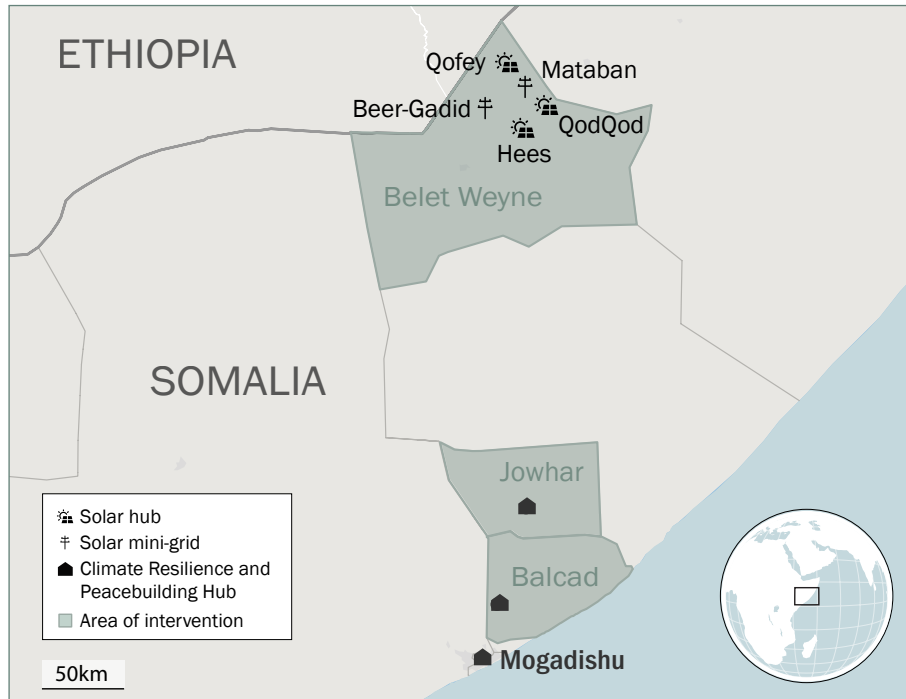 ETHIOPIA
Qofey
Mataban
Beer-Gadid
QodQod
Hees
Belet Weyne
SOMALIA
Jowhar
Balcad
Mogadishu
Solar hub
Solar mini-grid
Climate Resilience and
Peacebuilding Hub
Area of intervention
50km